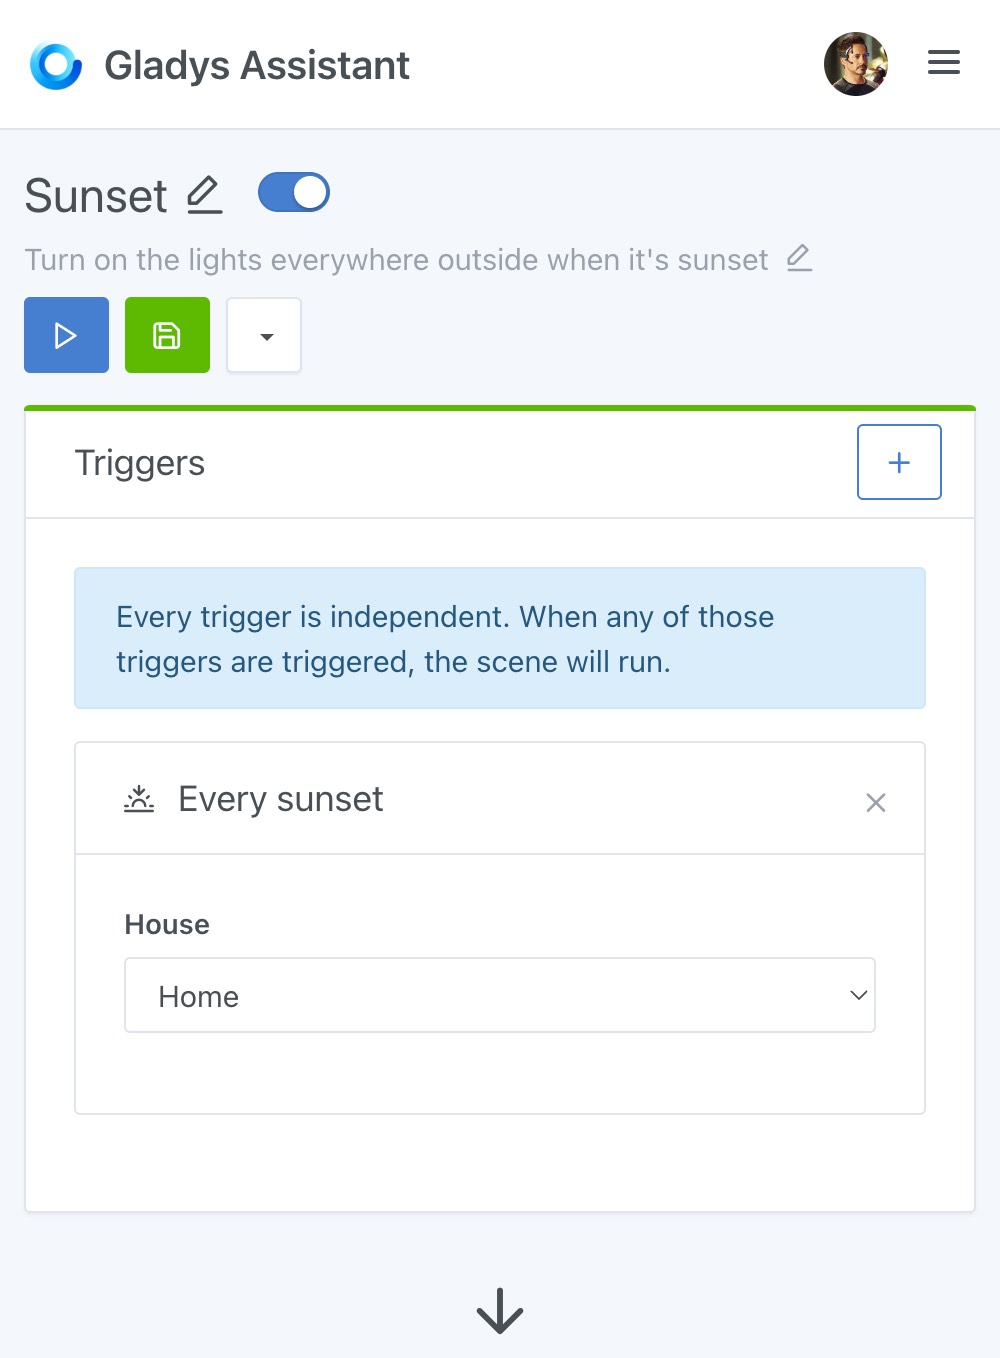 Gladys Assistant
Sunset
Turn on the lights everywhere outside when it's sunset
Triggers
Every trigger is independent. When any of those
triggers are triggered, the scene will run.
Every sunset
House
Home